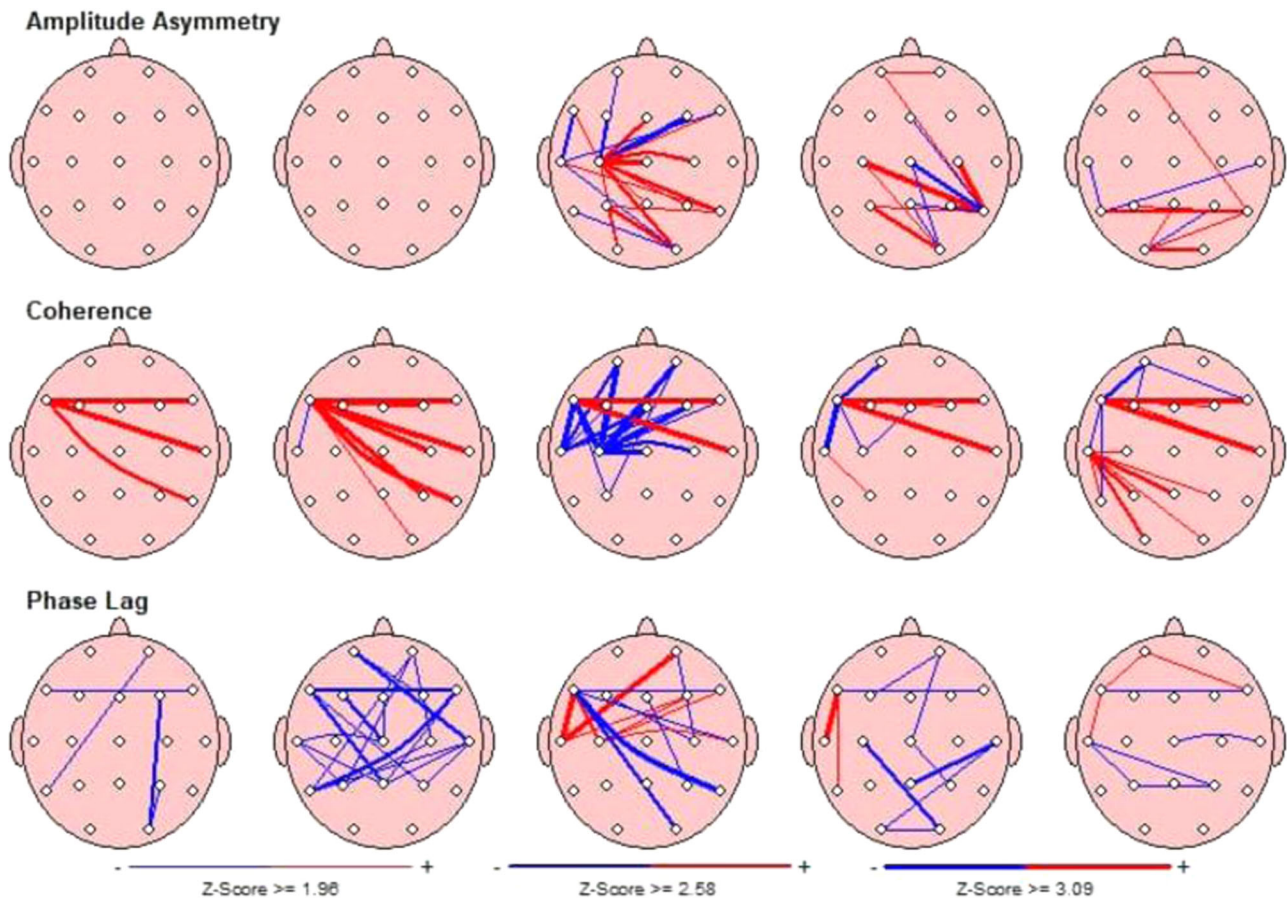 Amplitude Asymmetry
Coherence
Phase Lag
- + - + - +
Z-Score >= 1.96 Z-Score >= 2.58 Z-Score >= 3.09